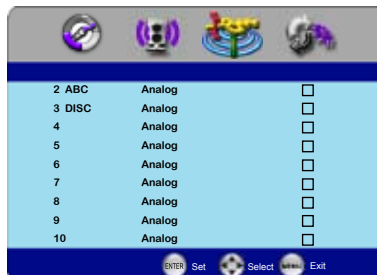 2 ABC Analog
3 DISC Analog
4 Analog
5 Analog
6 Analog
7 Analog
8 Analog
9 Analog
10 Analog
ENTER Set Select MENU Exit